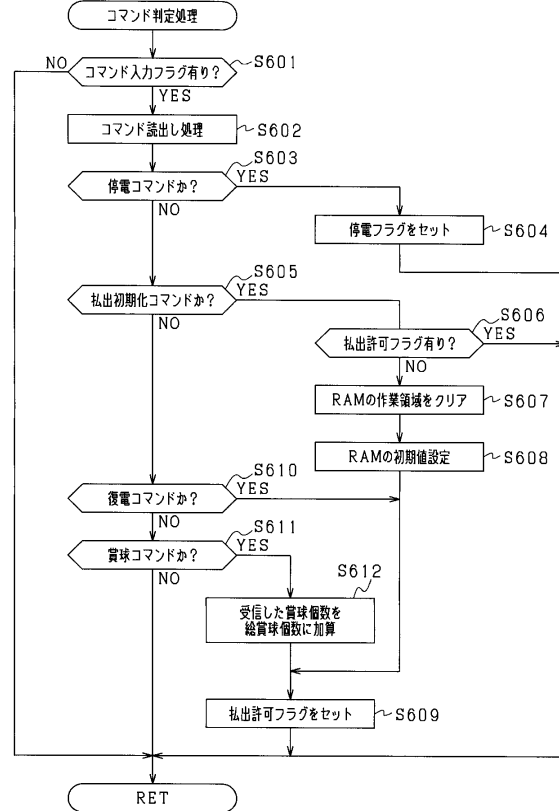 コマンド判定処理
NO
コマンド入力フラグ有り?
S601
YES
コマンド読出し処理
S602
S603
停電コマンドか?
YES
NO
停電フラグをセット
S604
S605
払出初期化コマンドか?
YES
NO
S606
払出許可フラグ有り?
YES
NO
RAMの作業領域をクリア
S607
RAMの初期値設定
S608
S610
復電コマンドか?
YES
NO
S611
賞球コマンドか?
YES
NO
S612
受信した賞球個数を
総賞球個数に加算
払出許可フラグをセット
S609
RET